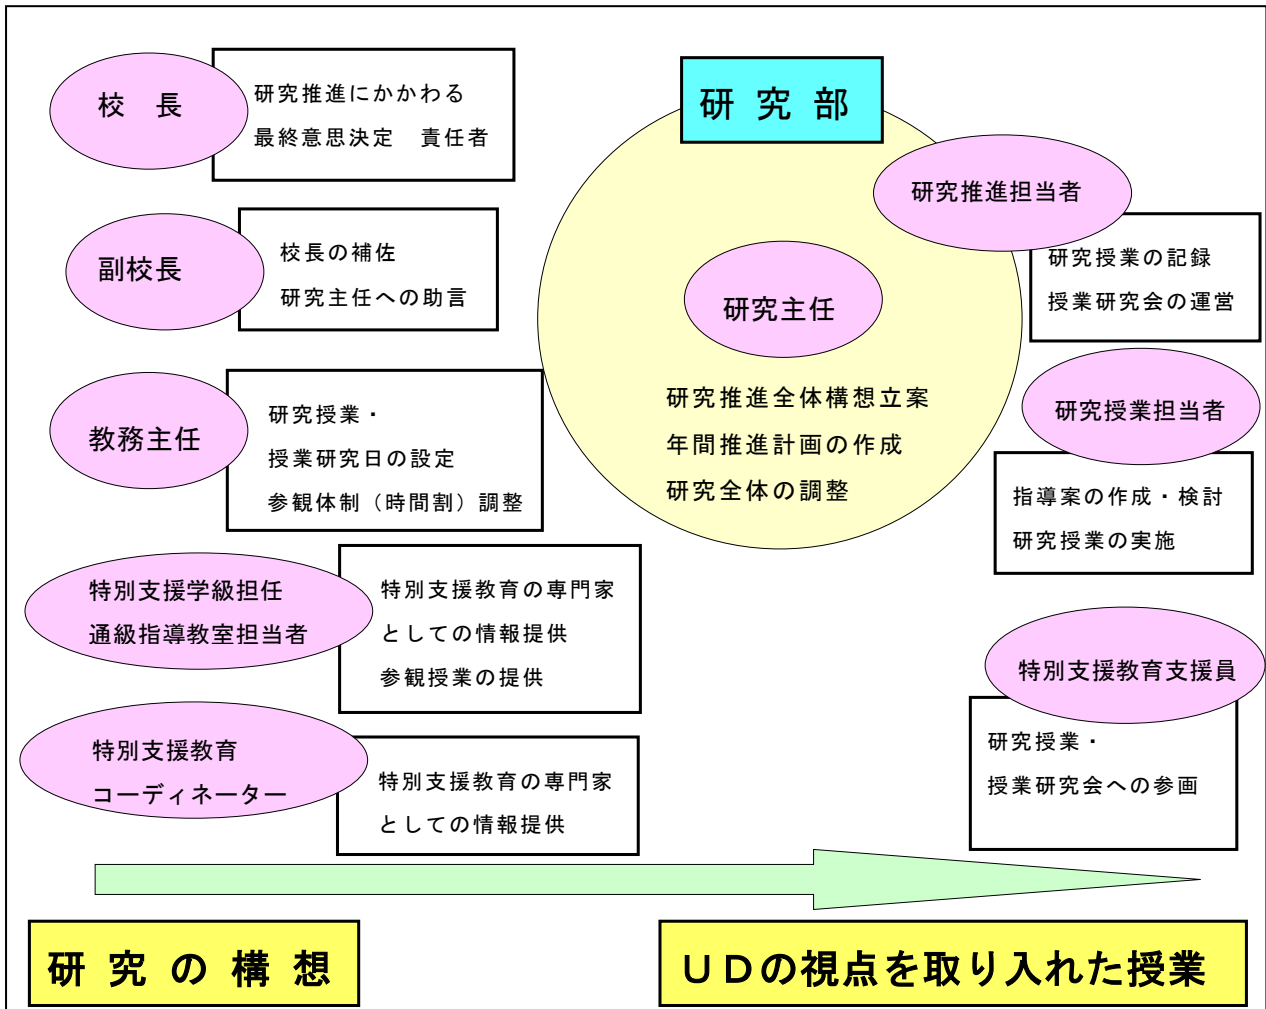 校　長
研究推進にかかわる
最終意思決定　責任者
副校長
校長の補佐
研究主任への助言
教務主任
研究授業・
授業研究日の設定
参観体制（時間割）調整
特別支援学級担任
通級指導教室担当者
特別支援教育の専門家
としての情報提供
参観授業の提供
特別支援教育
コーディネーター
特別支援教育の専門家
としての情報提供
研究部
研究主任
研究推進全体構想立案
年間推進計画の作成
研究全体の調整
研究推進担当者
研究授業の記録
授業研究会の運営
研究授業担当者
指導案の作成・検討
研究授業の実施
特別支援教育支援員
研究授業・
授業研究会への参画
研究の構想
ＵＤの視点を取り入れた授業